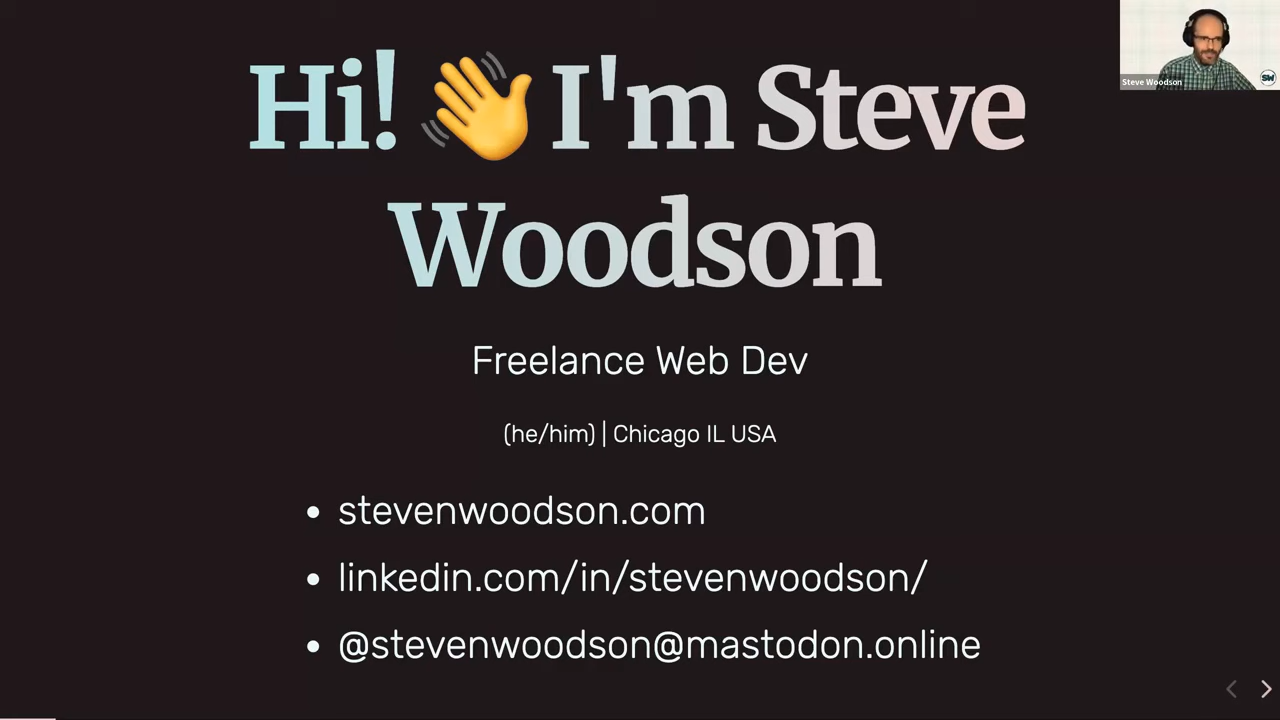 Hi! 👋 I'm Steve
Woodson
Freelance Web Dev
(he/him) | Chicago IL USA
• stevenwoodson.com
• linkedin.com/in/stevenwoodson/
• @stevenwoodson@mastodon.online
Steve Woodson
SW